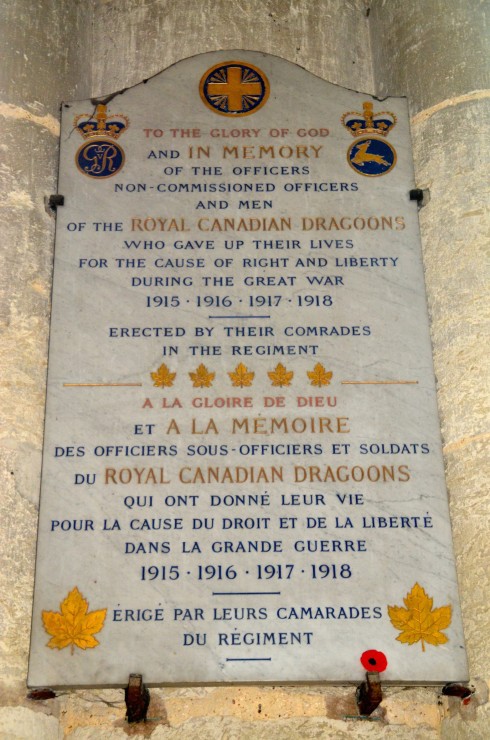 TO THE GLORY OF GOD
AND IN MEMORY
OF THE OFFICERS
NON-COMMISSIONED OFFICERS
AND MEN
OF THE ROYAL CANADIAN DRAGOONS
WHO GAVE UP THEIR LIVES
FOR THE CAUSE OF RIGHT AND LIBERTY
DURING THE GREAT WAR
1915 · 1916 · 1917 · 1918
ERECTED BY THEIR COMRADES
IN THE REGIMENT
A LA GLOIRE DE DIEU
ET A LA MÉMOIRE
DES OFFICIERS SOUS-OFFICIERS ET SOLDATS
DU ROYAL CANADIAN DRAGOONS
QUI ONT DONNÉ LEUR VIE
POUR LA CAUSE DU DROIT ET DE LA LIBERTÉ
DANS LA GRANDE GUERRE
1915 · 1916 · 1917 · 1918
ÉRIGÉ PAR LEURS CAMARADES
DU RÉGIMENT